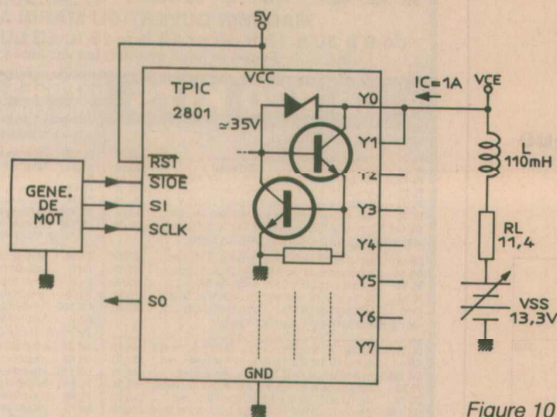 5V
VCC
TPIC
2801
≈35V
Y0
Y1
Y2
Y3
Y4
Y5
Y6
Y7
IC=1A
VCE
L
110mH
RL
11,4
VSS
13,3V
RST
SIOE
SI
SCLK
SO
GENE.
DE
MOT
GND
Figure 10